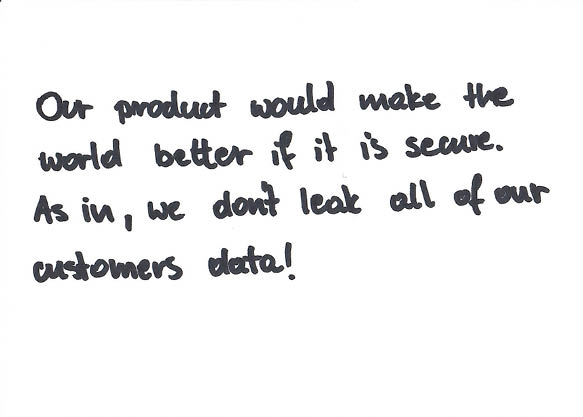 Our product would make the
world better if it is secure.
As in, we don't leak all of our
customers data!